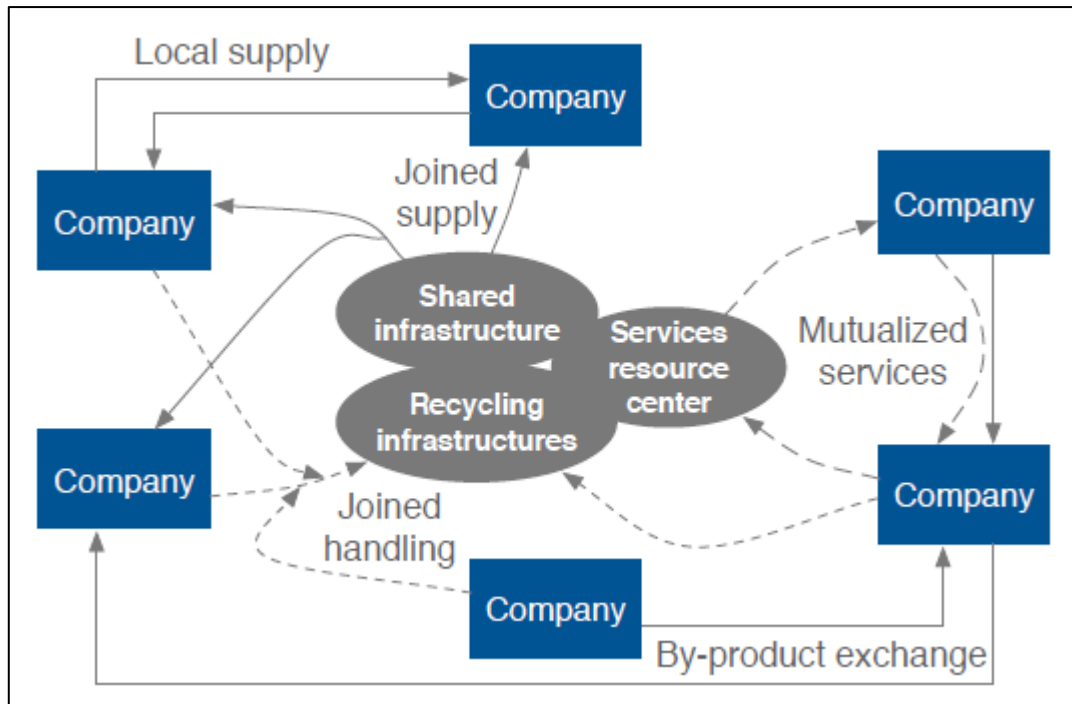 Local supply
Company
Joined
supply
Company
Company
Shared
infrastructure
Services
resource
center
Mutualized
services
Recycling
infrastructures
Company
Company
Joined
handling
Company
By-product exchange